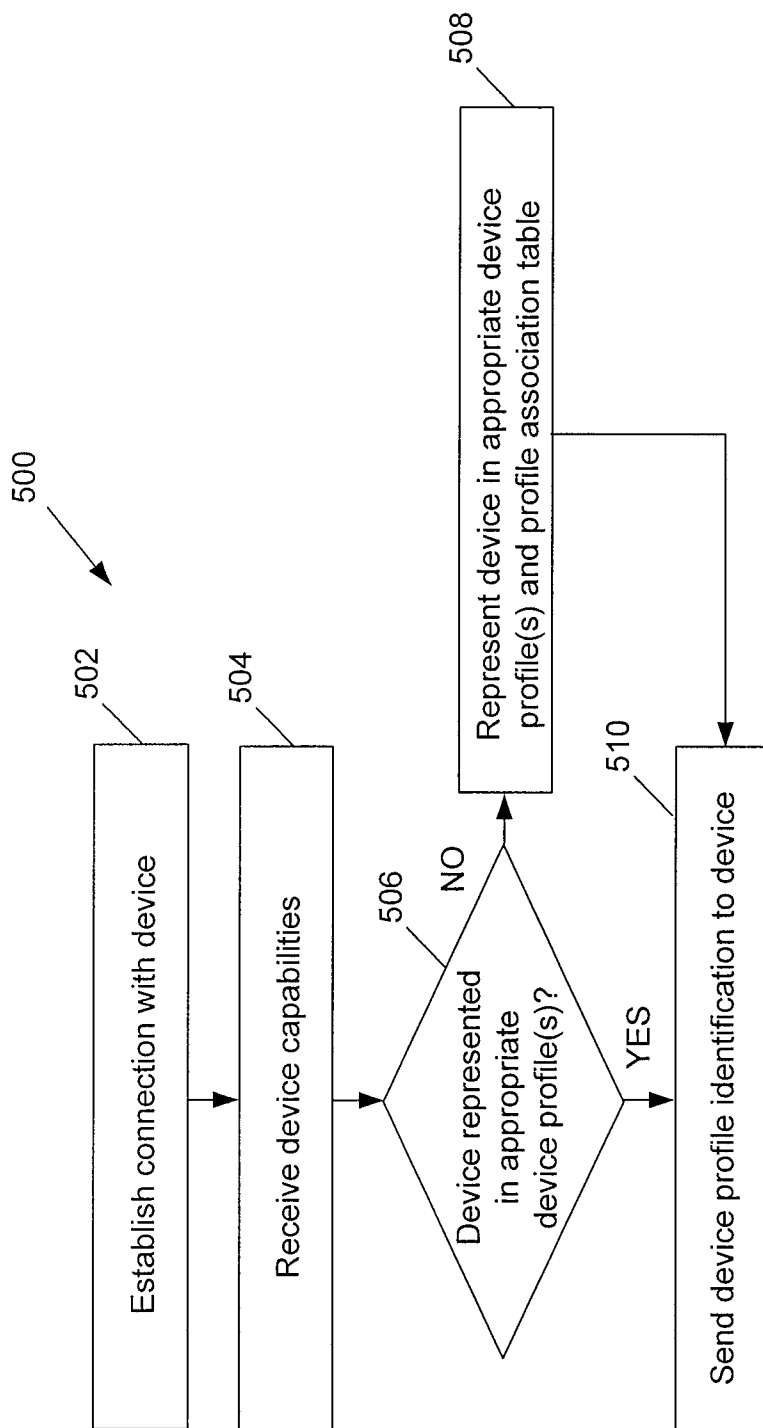 500
502
Establish connection with device
504
Receive device capabilities
506
Device represented
in appropriate
device profile(s)?
NO
508
Represent device in appropriate device
profile(s) and profile association table
YES
510
Send device profile identification to device